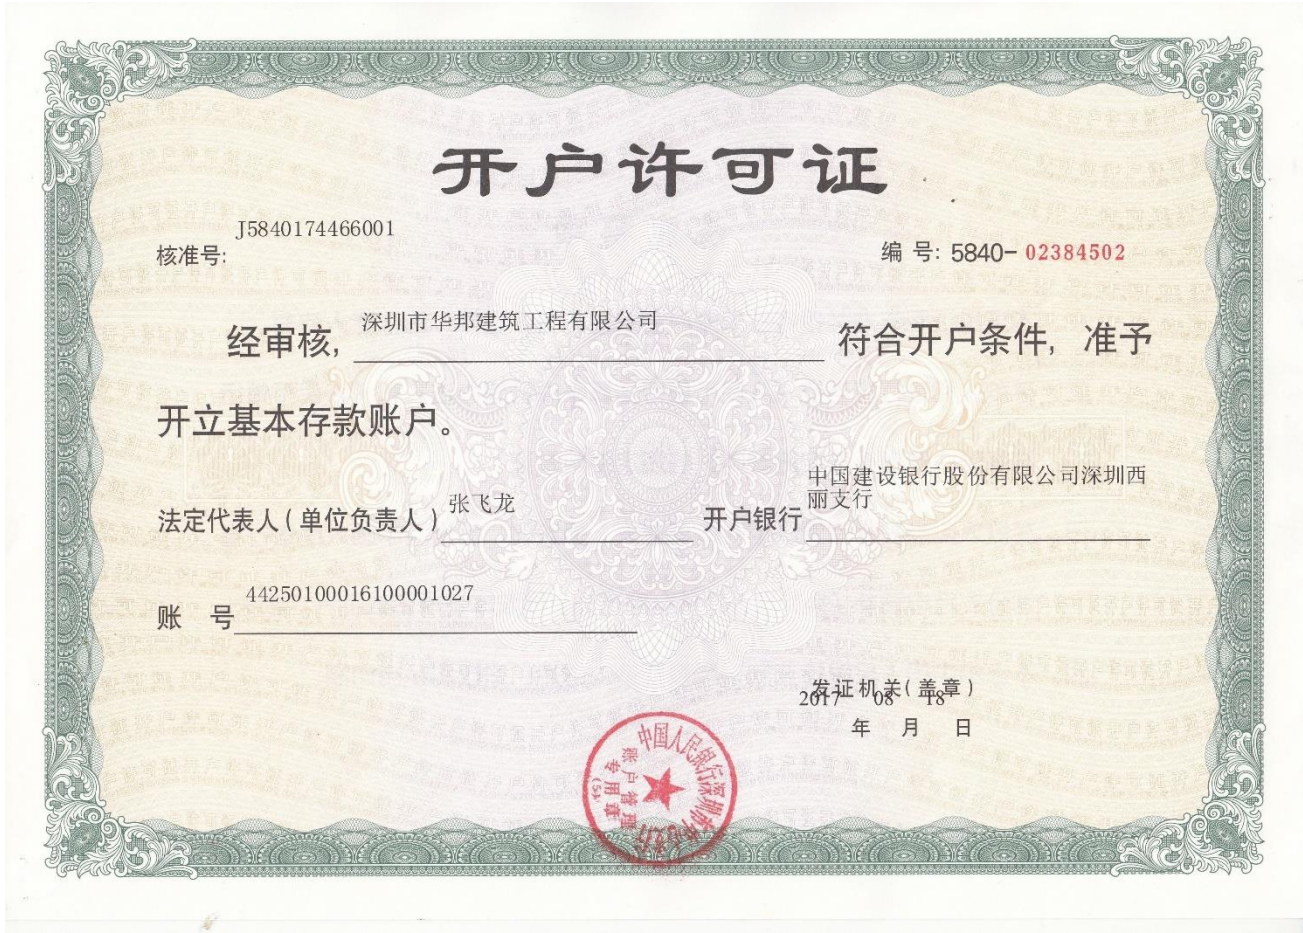 开户许可证
J5840174466001
核准号:
编 号: 5840-02384502
经审核, 深圳市华邦建筑工程有限公司 符合开户条件, 准予
开立基本存款账户。
法定代表人(单位负责人) 张飞龙 开户银行 中国建设银行股份有限公司深圳西
丽支行
账 号 44250100016100001027
发证机关(盖章)
2017 08 18
年 月 日
中国人民银行深圳市中心支行
账户管理
专用章